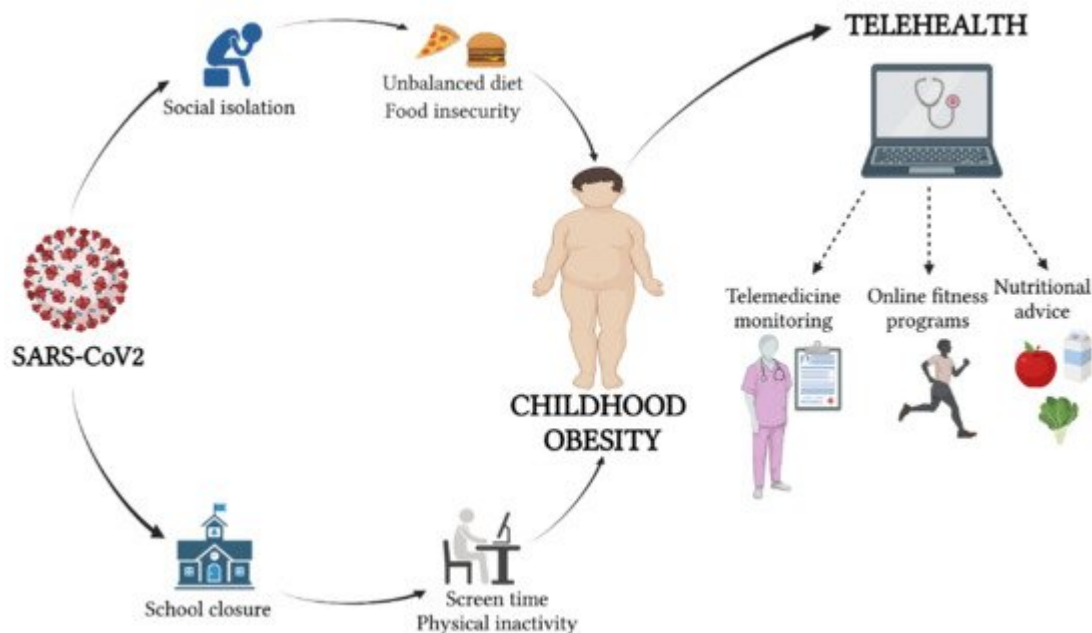 TELEHEALTH
Social isolation
Unbalanced diet
Food insecurity
SARS-CoV2
CHILDHOOD
OBESITY
Telemedicine
monitoring
Online fitness
programs
Nutritional
advice
School closure
Screen time
Physical inactivity